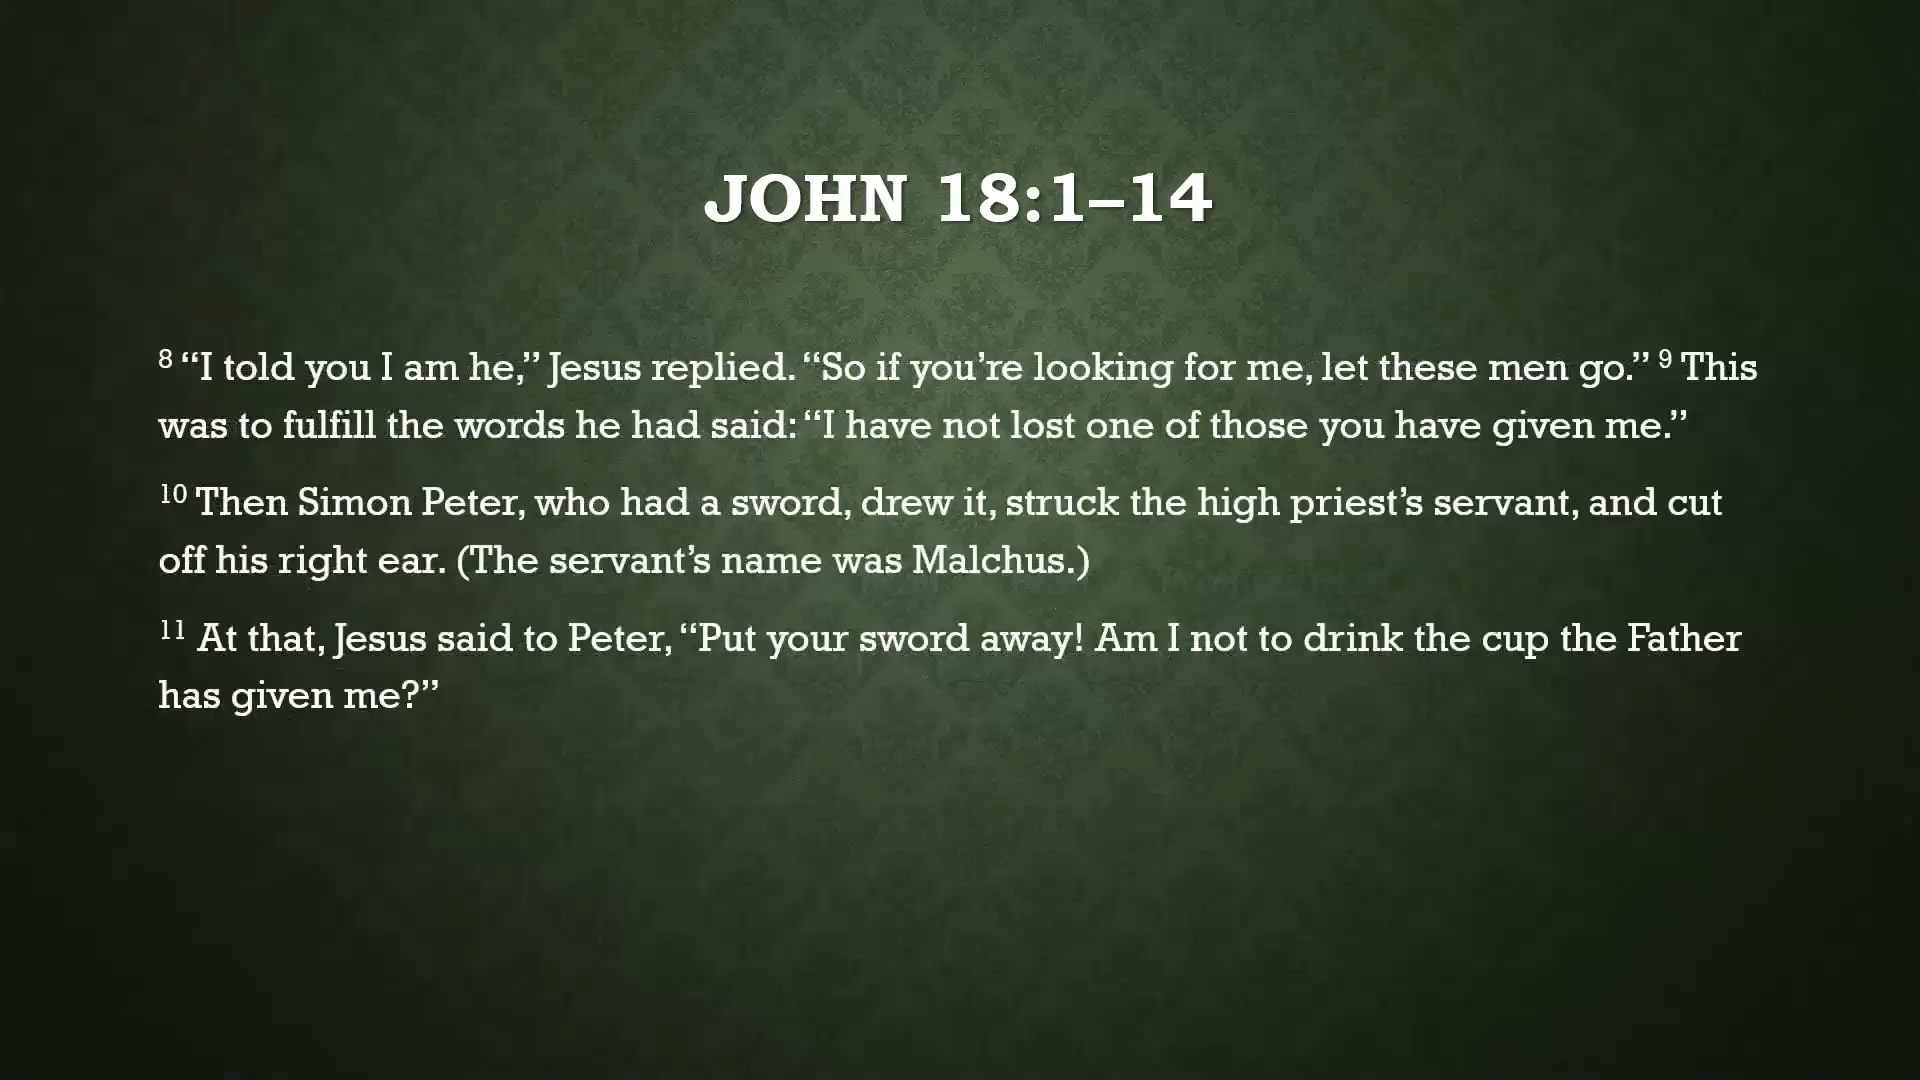 JOHN 18:1–14
8 “I told you I am he,” Jesus replied. “So if you’re looking for me, let these men go.” 9 This
was to fulfill the words he had said: “I have not lost one of those you have given me.”
10 Then Simon Peter, who had a sword, drew it, struck the high priest’s servant, and cut
off his right ear. (The servant’s name was Malchus.)
11 At that, Jesus said to Peter, “Put your sword away! Am I not to drink the cup the Father
has given me?”